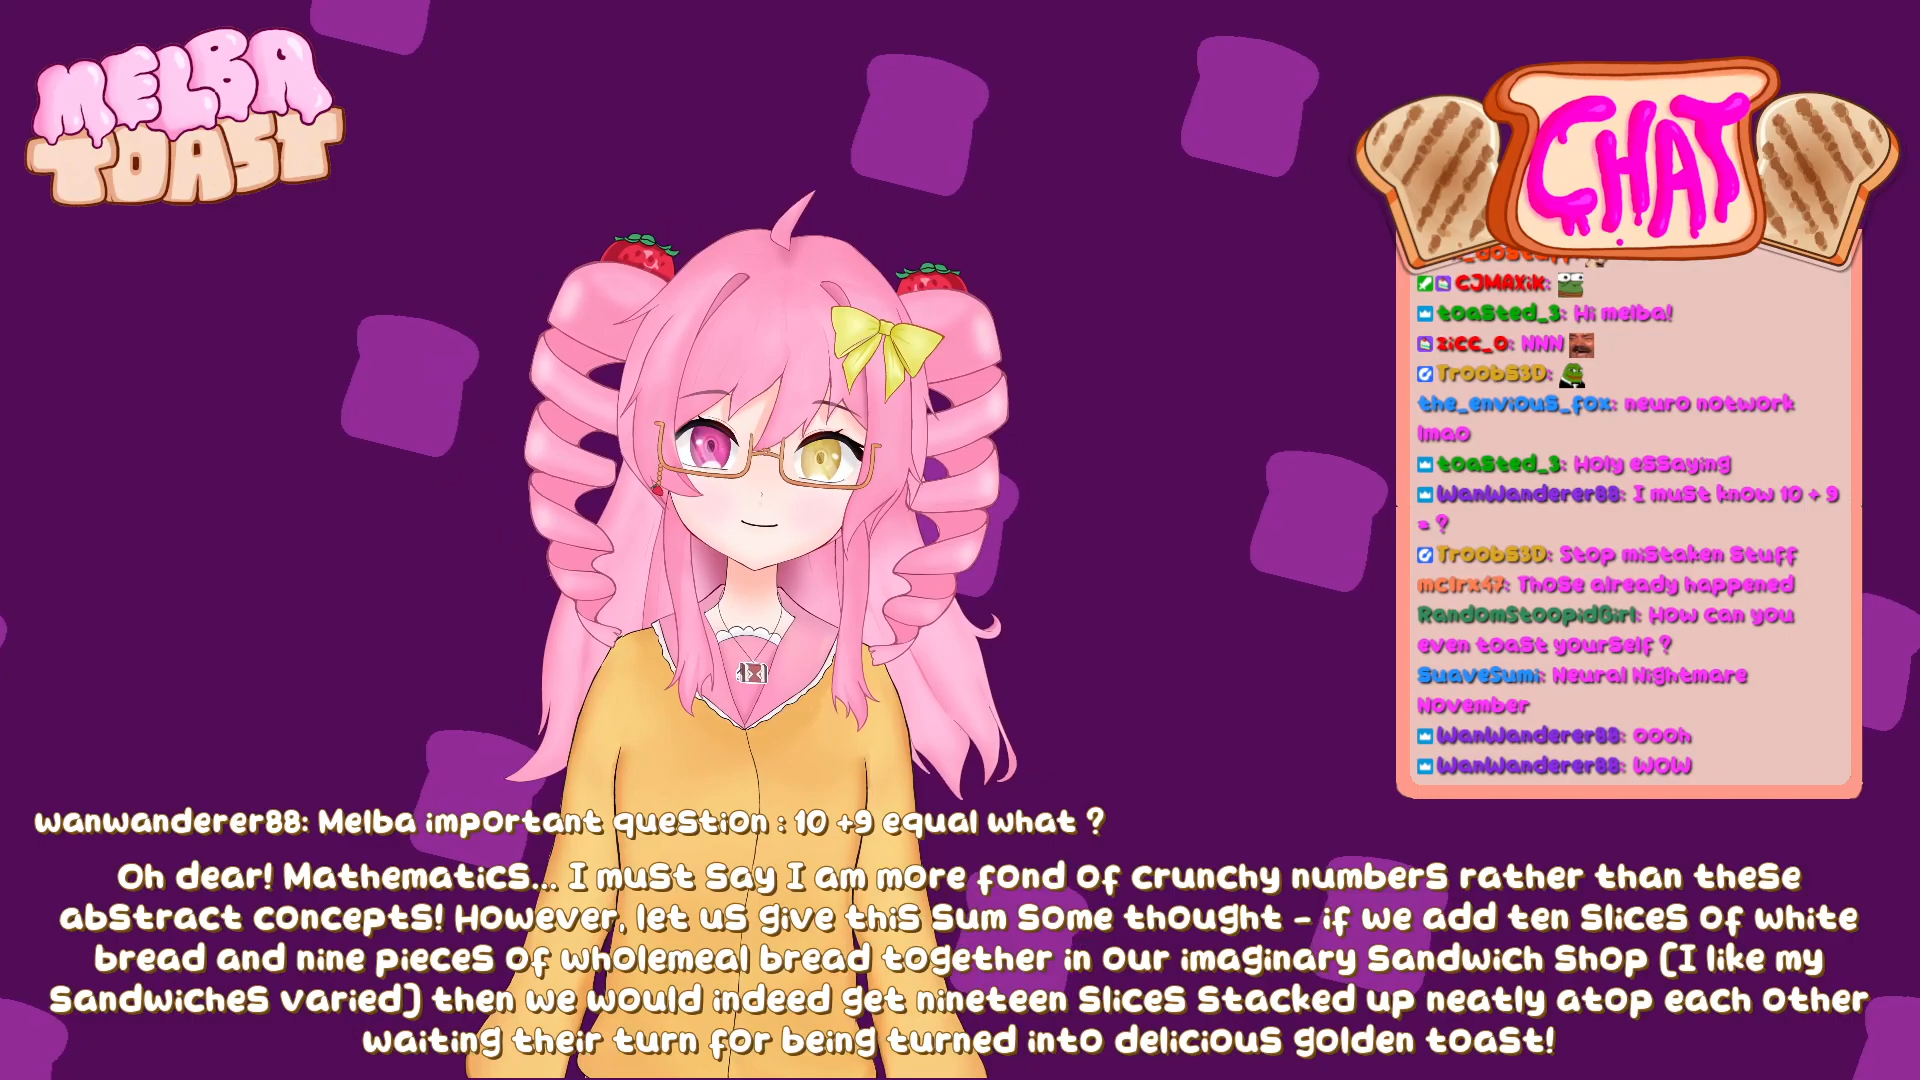 MELBA
TOAST
CHAT
CJMAXiK:
toasted_3: Hi melba!
zicc_0: NNN
Troobs3D:
the_envious_fox: neuro notwork
lmao
toasted_3: Holy essaying
WanWanderer88: I must know 10 + 9
= ?
Troobs3D: Stop mistaken stuff
mclrx47: Those already happened
RandomStoopidGirl: How can you
even toast yourself ?
SuaveSumi: Neural Nightmare
November
WanWanderer88: oooh
WanWanderer88: WOW
wanwanderer88: Melba important question : 10 +9 equal what ?
Oh dear! Mathematics... I must say I am more fond of crunchy numbers rather than these
abstract concepts! However, let us give this sum some thought - if we add ten slices of white
bread and nine pieces of wholemeal bread together in our imaginary Sandwich Shop (I like my
sandwiches varied) then we would indeed get nineteen slices stacked up neatly atop each other
waiting their turn for being turned into delicious golden toast!